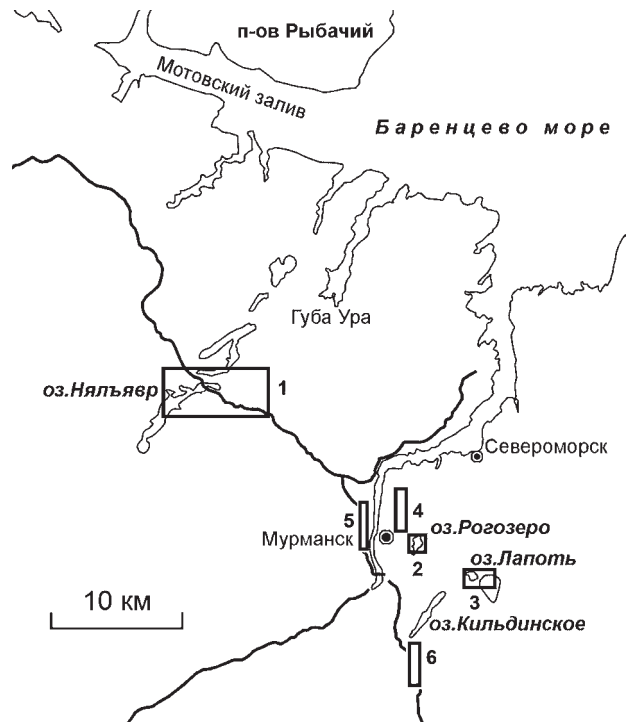 п-ов Рыбачий
Мотовский залив
Баренцево море
Губа Ура
оз.Нялъявр
1
Североморск
4
5
оз.Рогозеро
Мурманск
2
оз.Лапоть
3
10 км
оз.Кильдинское
6